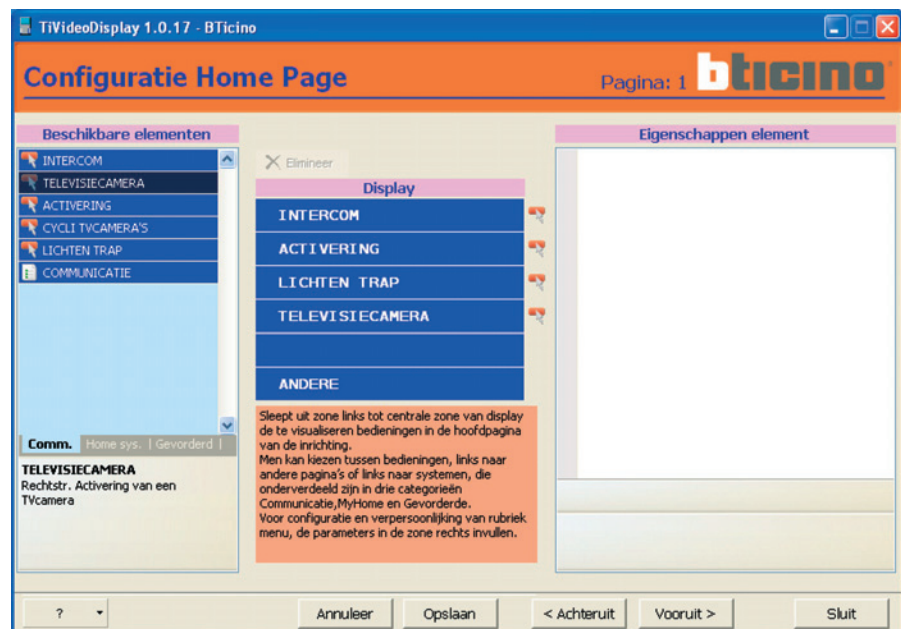 TiVideoDisplay 1.0.17 - BTicino
Configuratie Home Page
Pagina: 1
bticino
Beschikbare elementen
INTERCOM
TELEVISIECAMERA
ACTIVERING
CYCLI TVCAMERA'S
LICHTEN TRAP
COMMUNICATIE
Comm. Home sys. | Gevorderd |
TELEVISIECAMERA
Rechtstr. Activering van een
TVcamera
Elimineer
Display
INTERCOM
ACTIVERING
LICHTEN TRAP
TELEVISIECAMERA
ANDERE
Sleept uit zone links tot centrale zone van display
de te visualiseren bedieningen in de hoofdpagina
van de inrichting.
Men kan kiezen tussen bedieningen, links naar
andere pagina's of links naar systemen, die
onderverdeeld zijn in drie categorieën
Communicatie,MyHome en Gevorderde.
Voor configuratie en verpersoonlijking van rubriek
menu, de parameters in de zone rechts invullen.
Eigenschappen element
?
Annuleer
Opslaan
< Achteruit
Vooruit >
Sluit